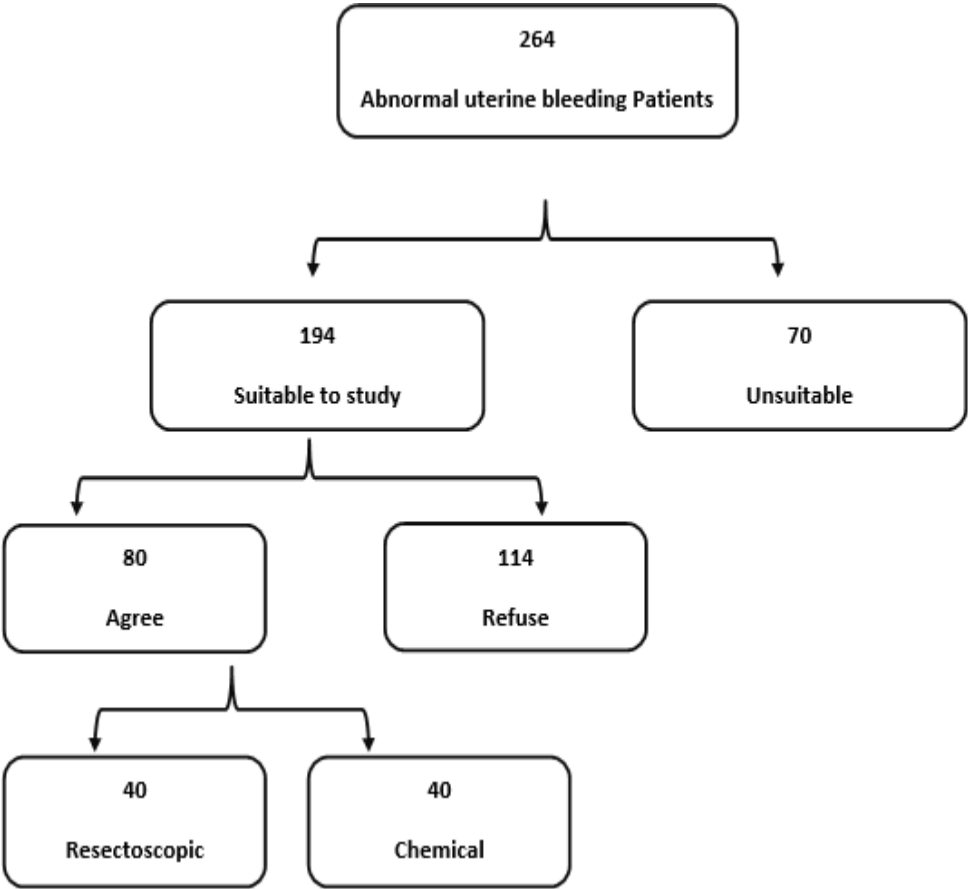 264
Abnormal uterine bleeding Patients
194
Suitable to study
70
Unsuitable
80
Agree
114
Refuse
40
Resectoscopic
40
Chemical